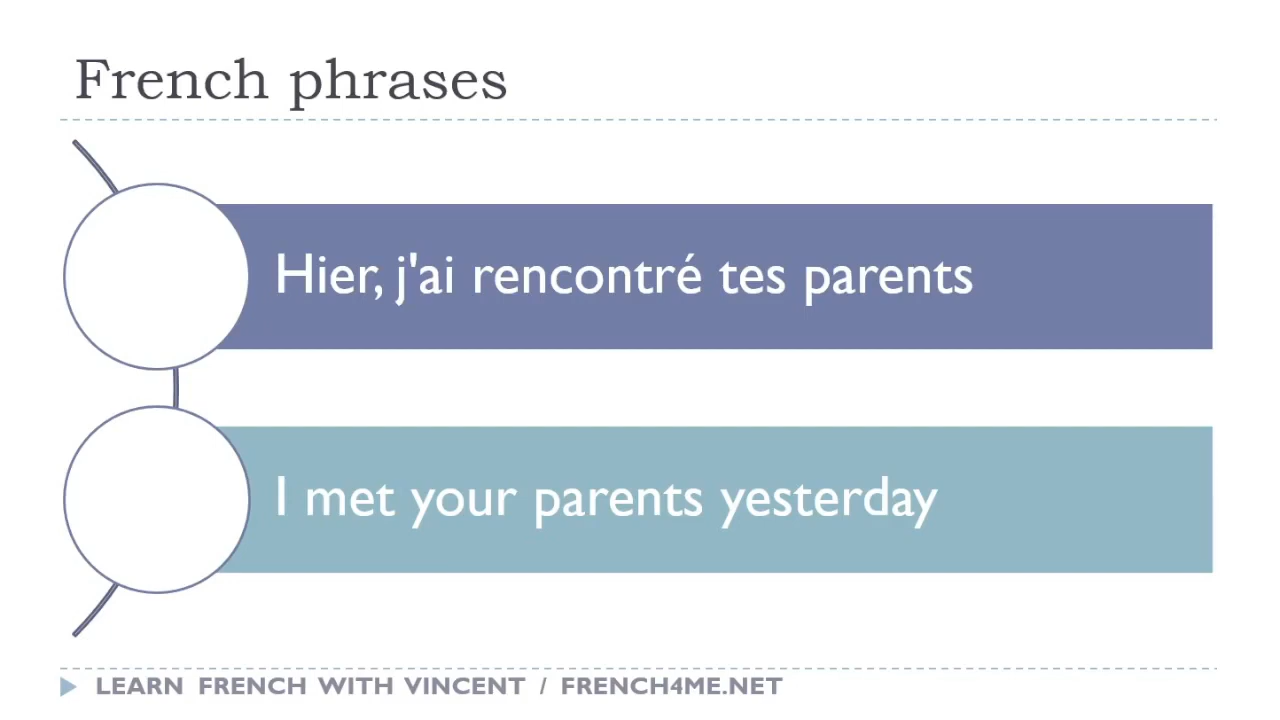 French phrases
Hier, j'ai rencontré tes parents
I met your parents yesterday
LEARN FRENCH WITH VINCENT / FRENCH4ME.NET